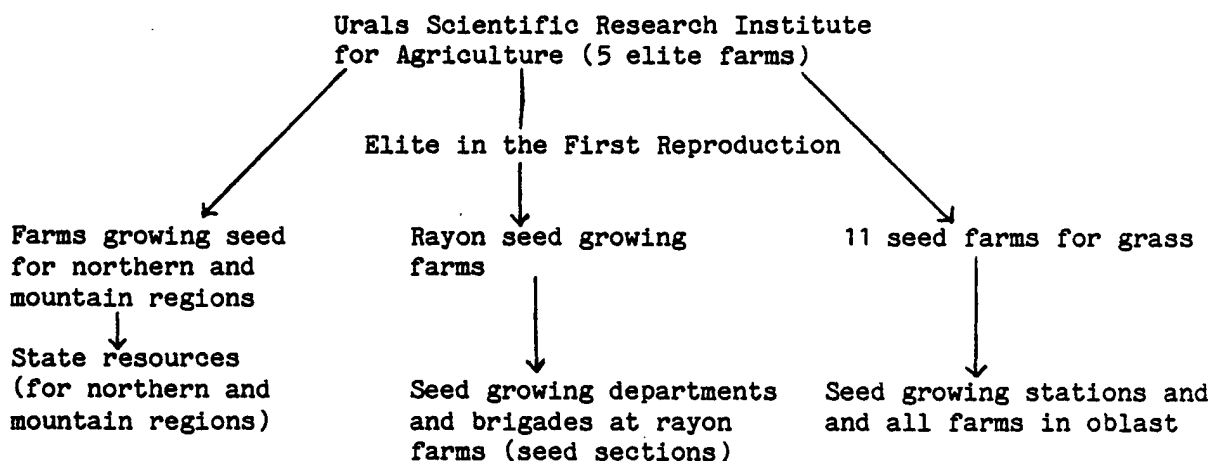 Urals Scientific Research Institute
for Agriculture (5 elite farms)
Elite in the First Reproduction
Farms growing seed
for northern and
mountain regions
Rayon seed growing
farms
11 seed farms for grass
State resources
(for northern and
mountain regions)
Seed growing departments
and brigades at rayon
farms (seed sections)
Seed growing stations and
and all farms in oblast